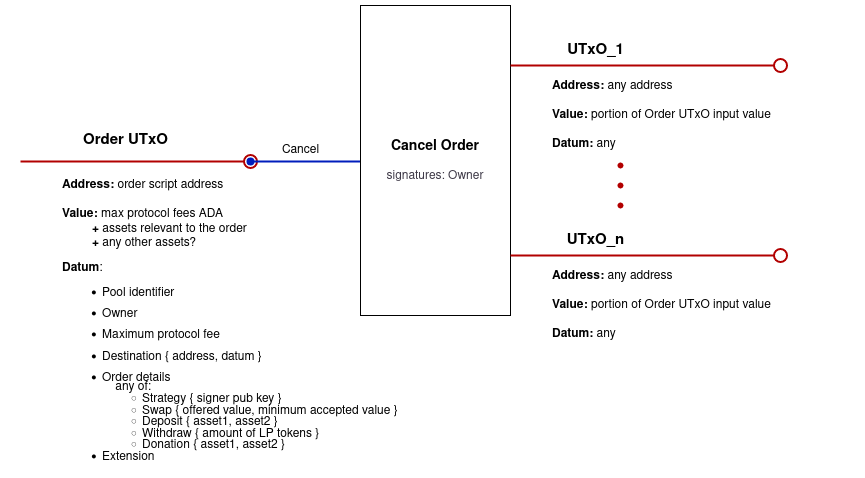 Order UTxO
Address: order script address
Value: max protocol fees ADA
+ assets relevant to the order
+ any other assets?
Datum:
• Pool identifier
• Owner
• Maximum protocol fee
• Destination { address, datum }
• Order details
any of:
○ Strategy { signer pub key }
○ Swap { offered value, minimum accepted value }
○ Deposit { asset1, asset2 }
○ Withdraw { amount of LP tokens }
○ Donation { asset1, asset2 }
• Extension
Cancel
Cancel Order
signatures: Owner
UTxO_1
Address: any address
Value: portion of Order UTxO input value
Datum: any
UTxO_n
Address: any address
Value: portion of Order UTxO input value
Datum: any